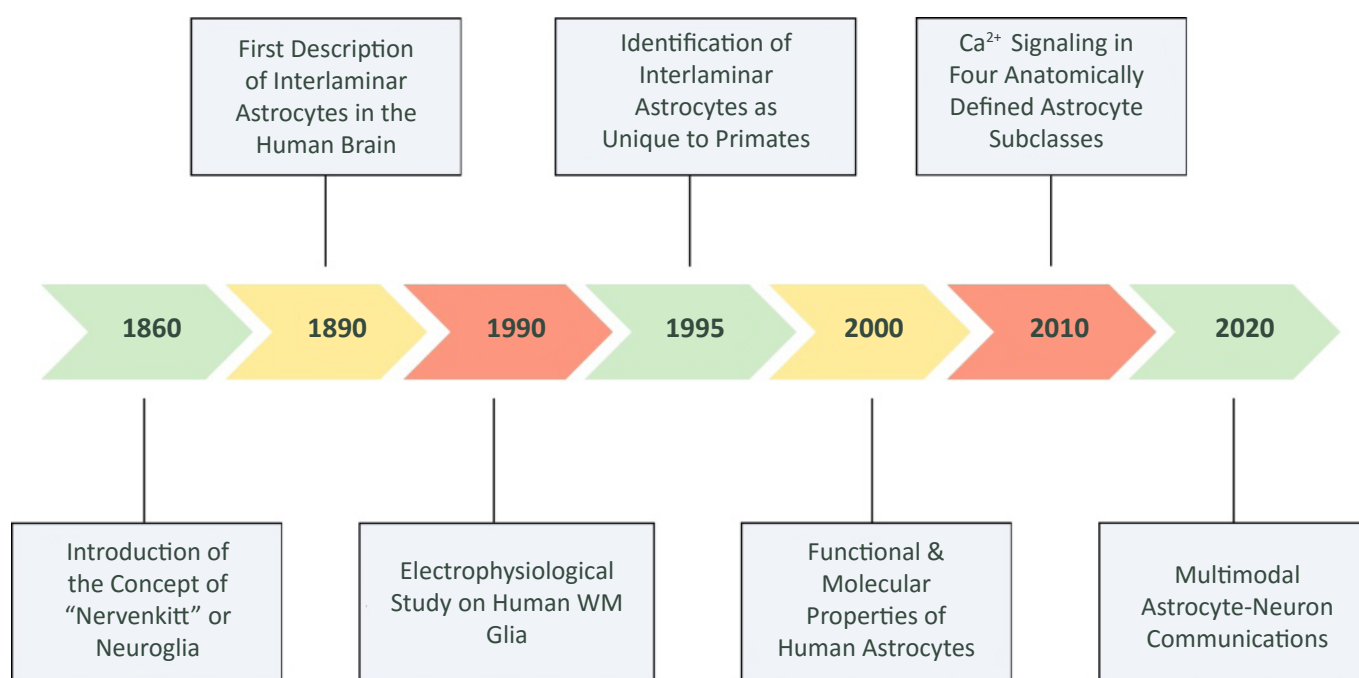 First Description
of Interlaminar
Astrocytes in the
Human Brain
Identification of
Interlaminar
Astrocytes as
Unique to Primates
Ca²⁺ Signaling in
Four Anatomically
Defined Astrocyte
Subclasses
1860
1890
1990
1995
2000
2010
2020
Introduction of
the Concept of
“Nervenkitt” or
Neuroglia
Electrophysiological
Study on Human WM
Glia
Functional &
Molecular
Properties of
Human Astrocytes
Multimodal
Astrocyte-Neuron
Communications